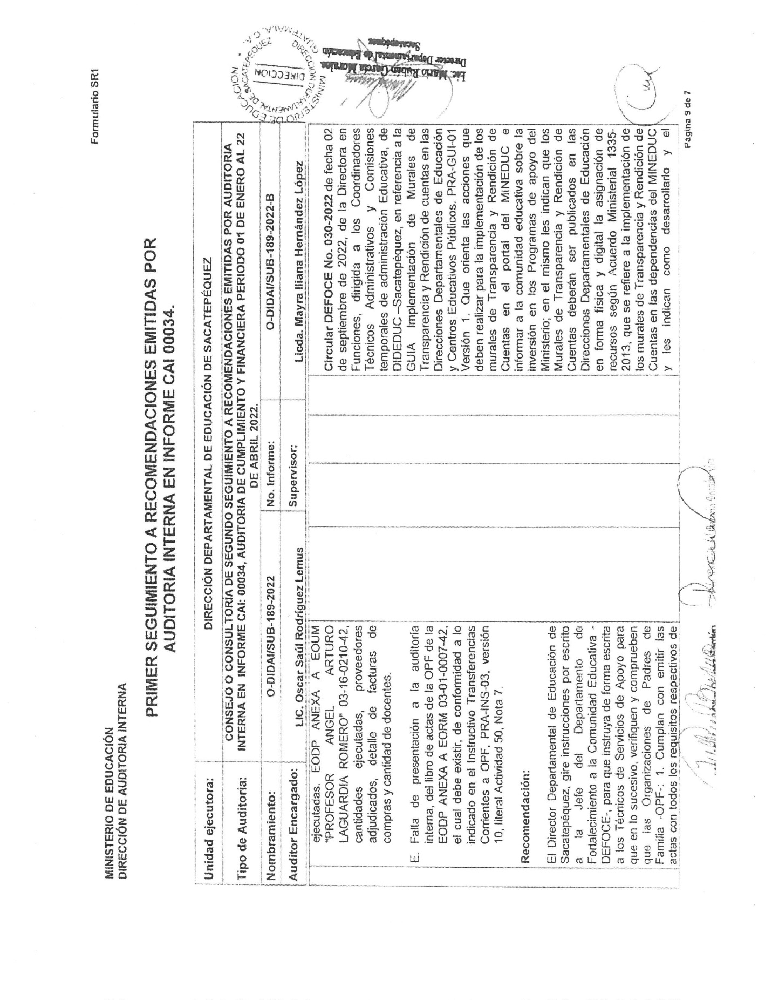 Formulario SR1
MINISTERIO DE EDUCACIÓN
DIRECCIÓN DE AUDITORIA INTERNA
PRIMER SEGUIMIENTO A RECOMENDACIONES EMITIDAS POR
AUDITORIA INTERNA EN INFORME CAI 00034.
Unidad ejecutora:
DIRECCIÓN DEPARTAMENTAL DE EDUCACIÓN DE SACATEPÉQUEZ
Tipo de Auditoria:
CONSEJO O CONSULTORÍA DE SEGUNDO SEGUIMIENTO A RECOMENDACIONES EMITIDAS POR AUDITORIA
INTERNA EN INFORME CAI: 00034, AUDITORIA DE CUMPLIMIENTO Y FINANCIERA PERIODO 01 DE ENERO AL 22
DE ABRIL 2022.
Nombramiento:
O-DIDAI/SUB-189-2022
No. Informe:
O-DIDAI/SUB-189-2022-B
Auditor Encargado:
LIC. Oscar Saúl Rodríguez Lemus
Supervisor:
Licda. Mayra Iliana Hernández López
ejecutadas. EODP ANEXA A EOUM
"PROFESOR ANGEL ARTURO
LAGUARDIA ROMERO" 03-16-0210-42,
cantidades ejecutadas, proveedores
adjudicados, detalle de facturas de
compras y cantidad de docentes.
E. Falta de presentación a la auditoría
interna, del libro de actas de la OPF de la
EODP ANEXA A EORM 03-01-0007-42,
el cual debe existir, de conformidad a lo
indicado en el Instructivo Transferencias
Corrientes a OPF, PRA-INS-03, versión
10, literal Actividad 50, Nota 7.
Recomendación:
El Director Departamental de Educación de
Sacatepéquez, gire instrucciones por escrito
a la Jefe del Departamento de
Fortalecimiento a la Comunidad Educativa -
DEFOCE-, para que instruya de forma escrita
a los Técnicos de Servicios de Apoyo para
que en lo sucesivo, verifiquen y comprueben
que las Organizaciones de Padres de
Familia -OPF-: 1. Cumplan con emitir las
actas con todos los requisitos respectivos de
Circular DEFOCE No. 030-2022 de fecha 02
de septiembre de 2022, de la Directora en
Funciones, dirigida a los Coordinadores
Técnicos Administrativos y Comisiones
temporales de administración Educativa, de
DIDEDUC –Sacatepéquez, en referencia a la
GUIA Implementación de Murales de
Transparencia y Rendición de cuentas en las
Direcciones Departamentales de Educación
y Centros Educativos Públicos. PRA-GUI-01
Versión 1. Que orienta las acciones que
deben realizar para la implementación de los
murales de Transparencia y Rendición de
Cuentas en el portal del MINEDUC e
informar a la comunidad educativa sobre la
inversión en los Programas de apoyo del
Ministerio; en el mismo les indican que los
Murales de Transparencia y Rendición de
Cuentas deberán ser publicados en las
Direcciones Departamentales de Educación
en forma física y digital la asignación de
recursos según Acuerdo Ministerial 1335-
2013, que se refiere a la implementación de
los murales de Transparencia y Rendición de
Cuentas en las dependencias del MINEDUC
y les indican como desarrollarlo y el
MINISTERIO DE EDUCACION
DIRECCION DEPARTAMENTAL DE SACATEPEQUEZ
DIRECCION
GUATEMALA, C.A.
Lic. Mario Rubén García Morales
Director Departamental de Educación
Sacatepéquez
Página 9 de 7